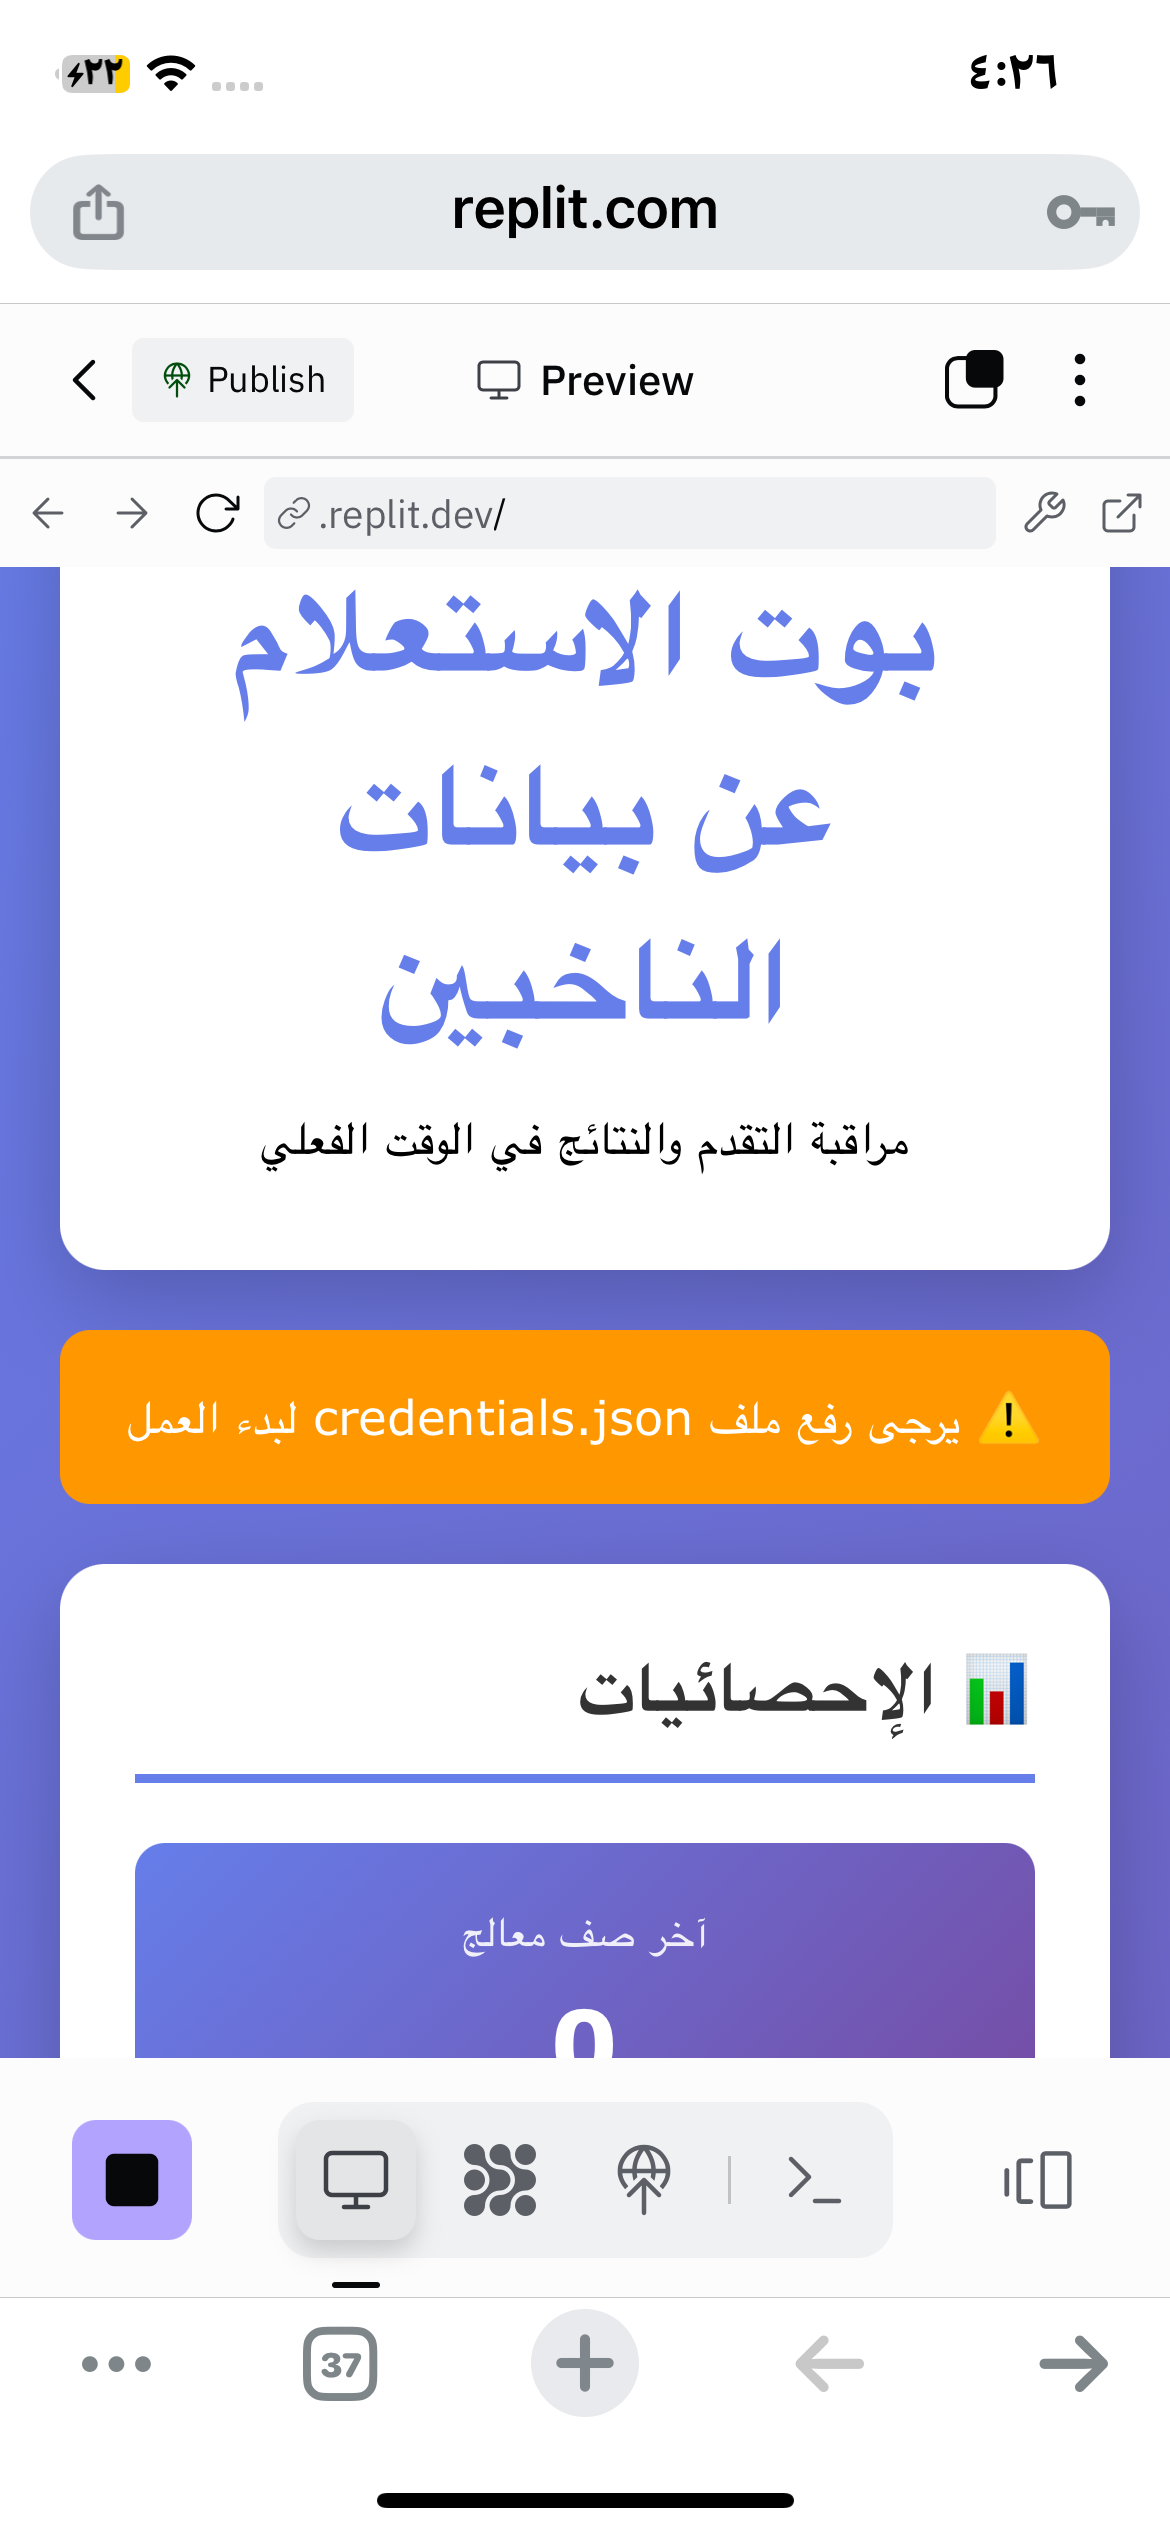 ٤:٢٦
٢٢
replit.com
Publish
Preview
.replit.dev/
بوت الاستعلام
عن بيانات
الناخبين
مراقبة التقدم والنتائج في الوقت الفعلي
⚠️ يرجى رفع ملف credentials.json لبدء العمل
📊 الإحصائيات
آخر صف معالج
0
37